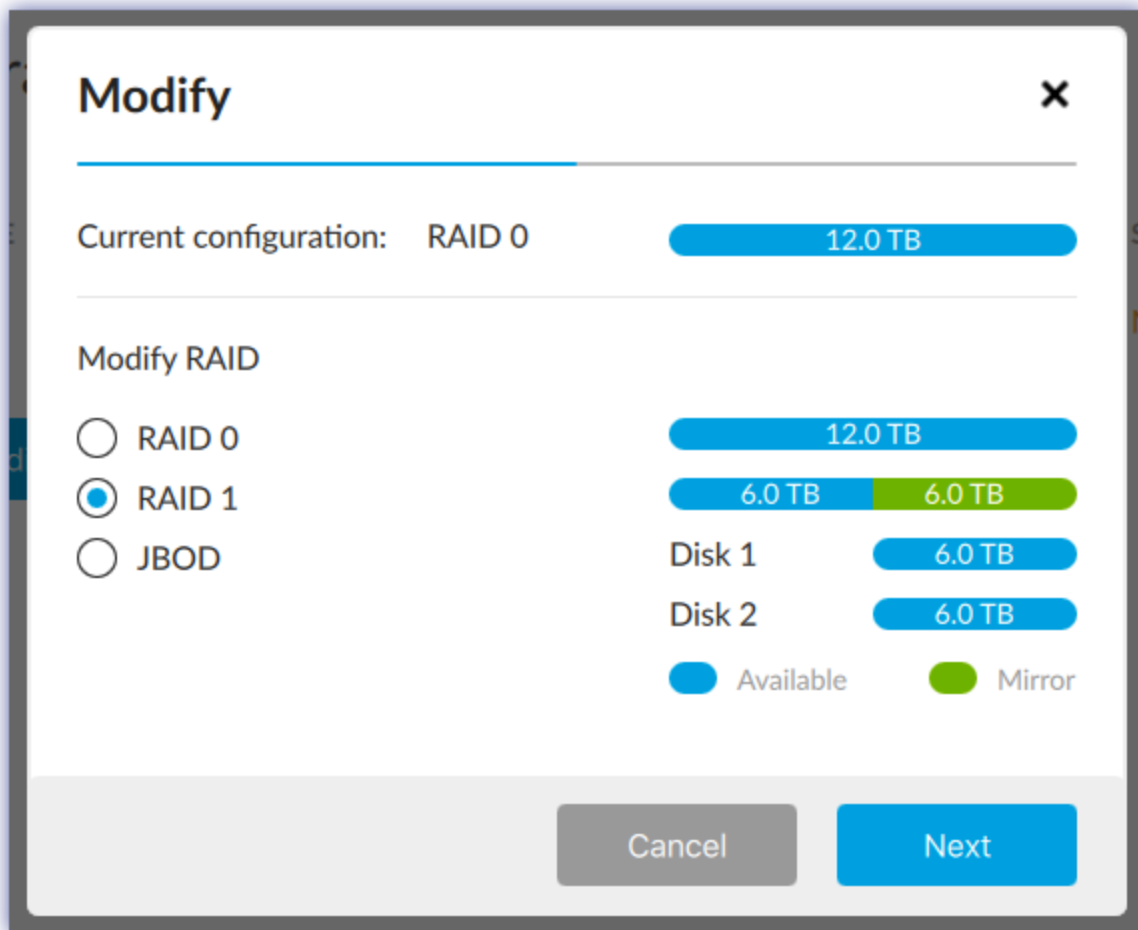 Modify
Current configuration: RAID 0 12.0 TB
Modify RAID
RAID 0 12.0 TB
RAID 1 6.0 TB 6.0 TB
JBOD Disk 1 6.0 TB
Disk 2 6.0 TB
Available Mirror
Cancel Next